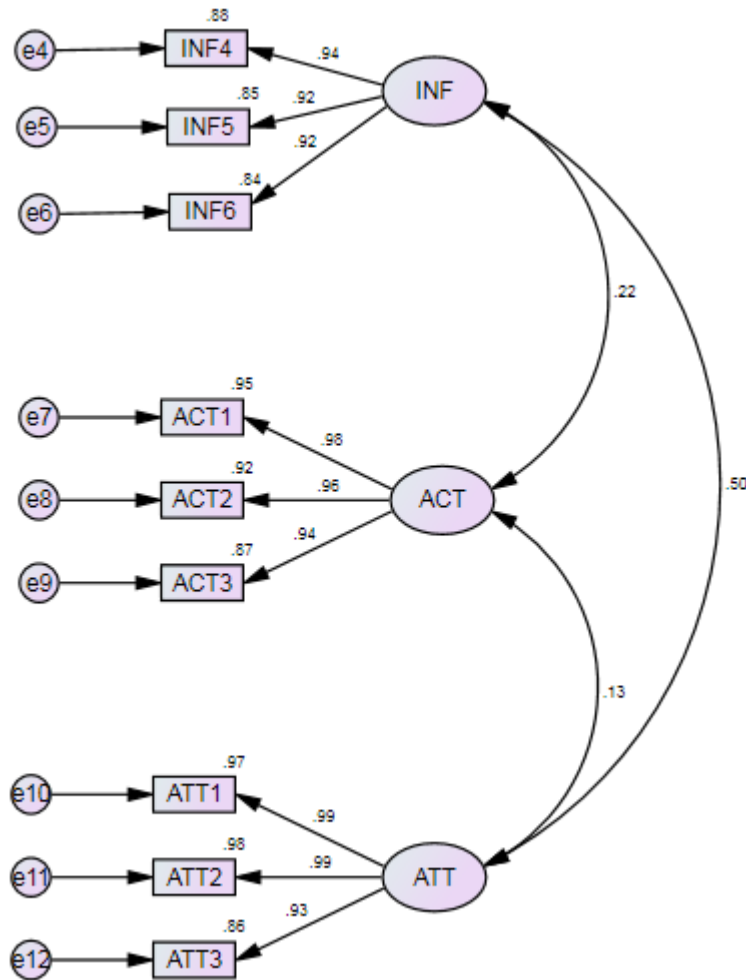 .88
e4 INF4 .94 INF
.85
e5 INF5 .92
.92
.84
e6 INF6
.22
.95
e7 ACT1 .98
.92
e8 ACT2 .95 ACT
.87 .94
e9 ACT3
.50
.13
.97
e10 ATT1 .99
.98
e11 ATT2 .99 ATT
.93
.86
e12 ATT3